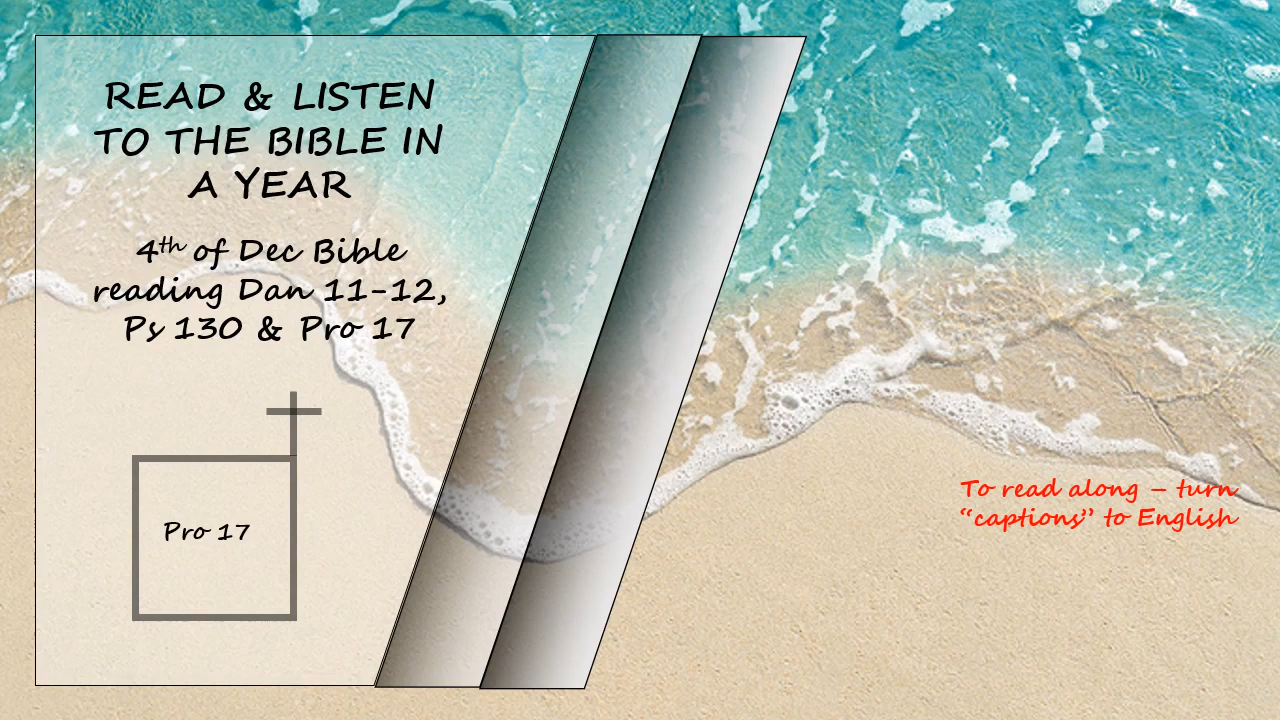 READ & LISTEN
TO THE BIBLE IN
A YEAR
4th of Dec Bible
reading Dan 11-12,
Ps 130 & Pro 17
Pro 17
To read along – turn
“captions” to English